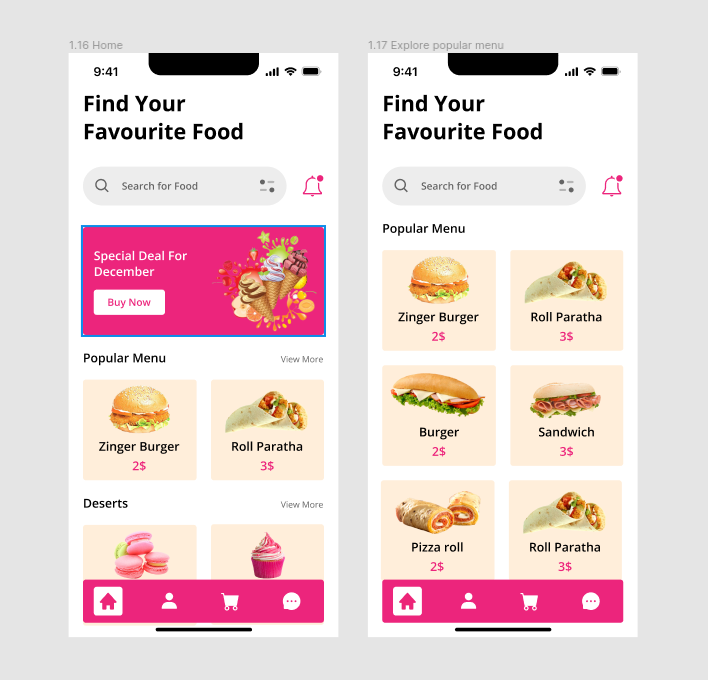 1.16 Home
9:41
Find Your
Favourite Food
Search for Food
Special Deal For
December
Buy Now
Popular Menu
View More
Zinger Burger
2$
Roll Paratha
3$
Deserts
View More
1.17 Explore popular menu
9:41
Find Your
Favourite Food
Search for Food
Popular Menu
Zinger Burger
2$
Roll Paratha
3$
Burger
2$
Sandwich
3$
Pizza roll
2$
Roll Paratha
3$